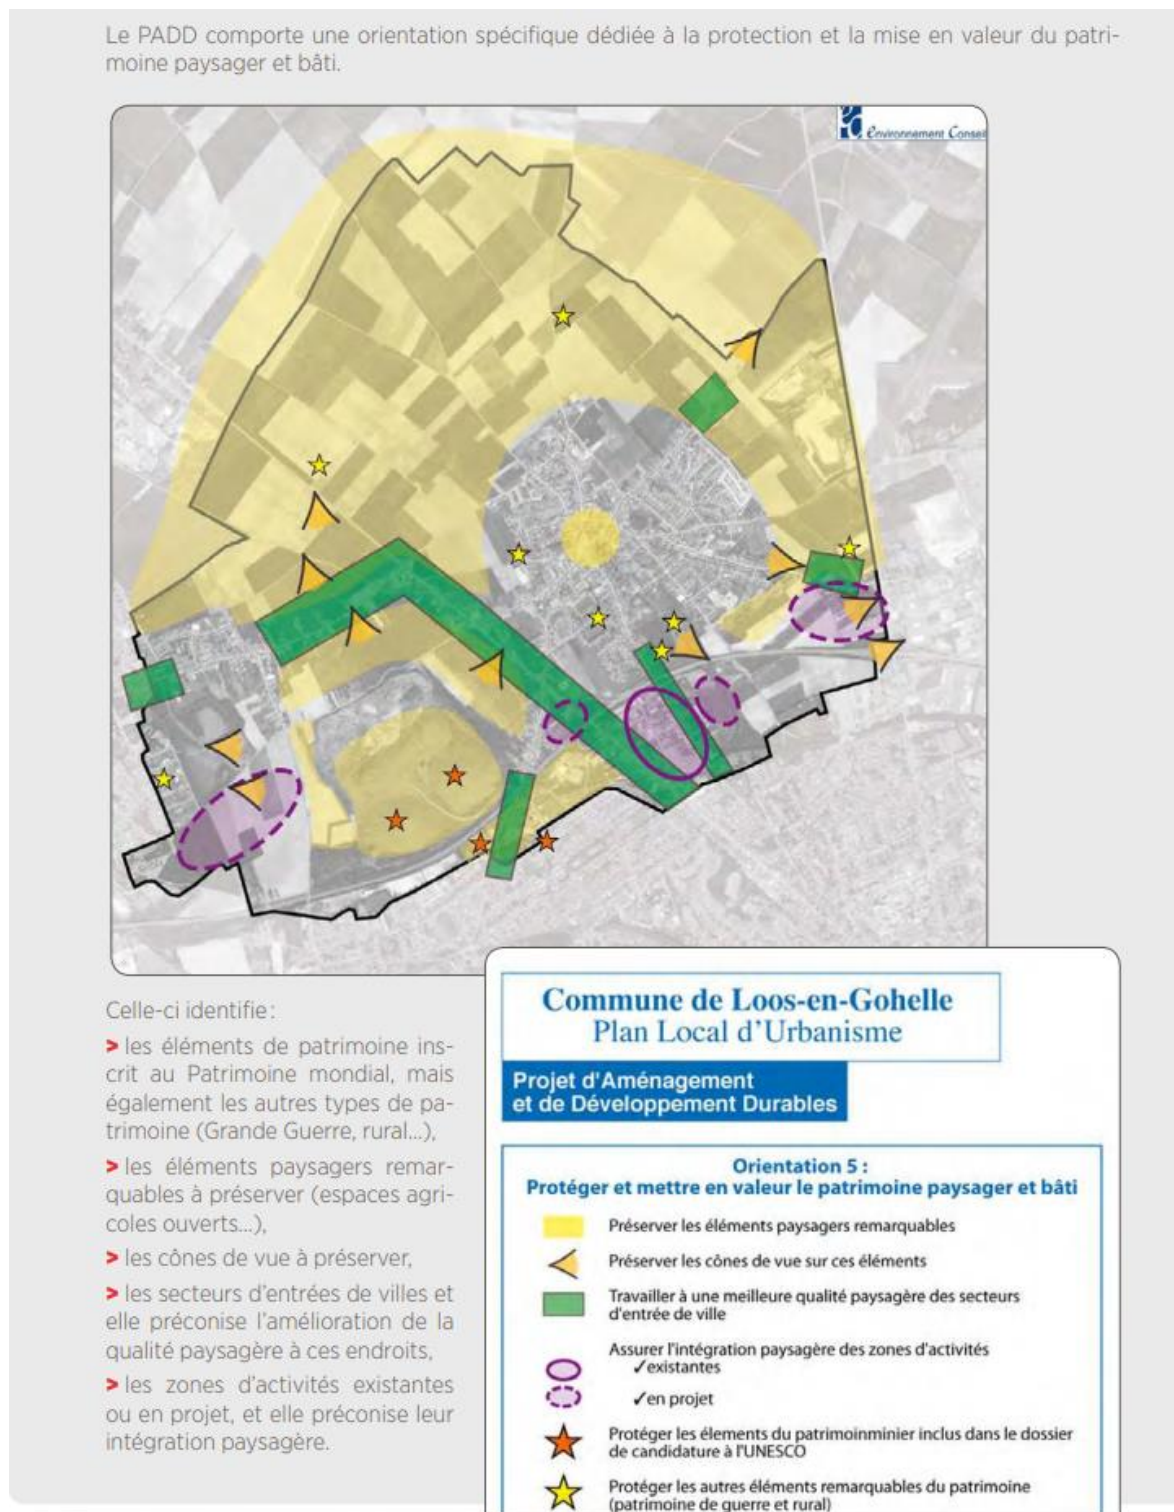 Le PADD comporte une orientation spécifique dédiée à la protection et la mise en valeur du patri-
moine paysager et bâti.
Environnement Conseil
Celle-ci identifie :
> les éléments de patrimoine ins-
crit au Patrimoine mondial, mais
également les autres types de pa-
trimoine (Grande Guerre, rural...),
> les éléments paysagers remar-
quables à préserver (espaces agri-
coles ouverts...),
> les cônes de vue à préserver,
> les secteurs d'entrées de villes et
elle préconise l'amélioration de la
qualité paysagère à ces endroits,
> les zones d'activités existantes
ou en projet, et elle préconise leur
intégration paysagère.
Commune de Loos-en-Gohelle
Plan Local d'Urbanisme
Projet d'Aménagement
et de Développement Durables
Orientation 5 :
Protéger et mettre en valeur le patrimoine paysager et bâti
Préserver les éléments paysagers remarquables
Préserver les cônes de vue sur ces éléments
Travailler à une meilleure qualité paysagère des secteurs
d'entrée de ville
Assurer l'intégration paysagère des zones d'activités
✓existantes
✓en projet
Protéger les élements du patrimoinminier inclus dans le dossier
de candidature à l'UNESCO
Protéger les autres éléments remarquables du patrimoine
(patrimoine de guerre et rural)